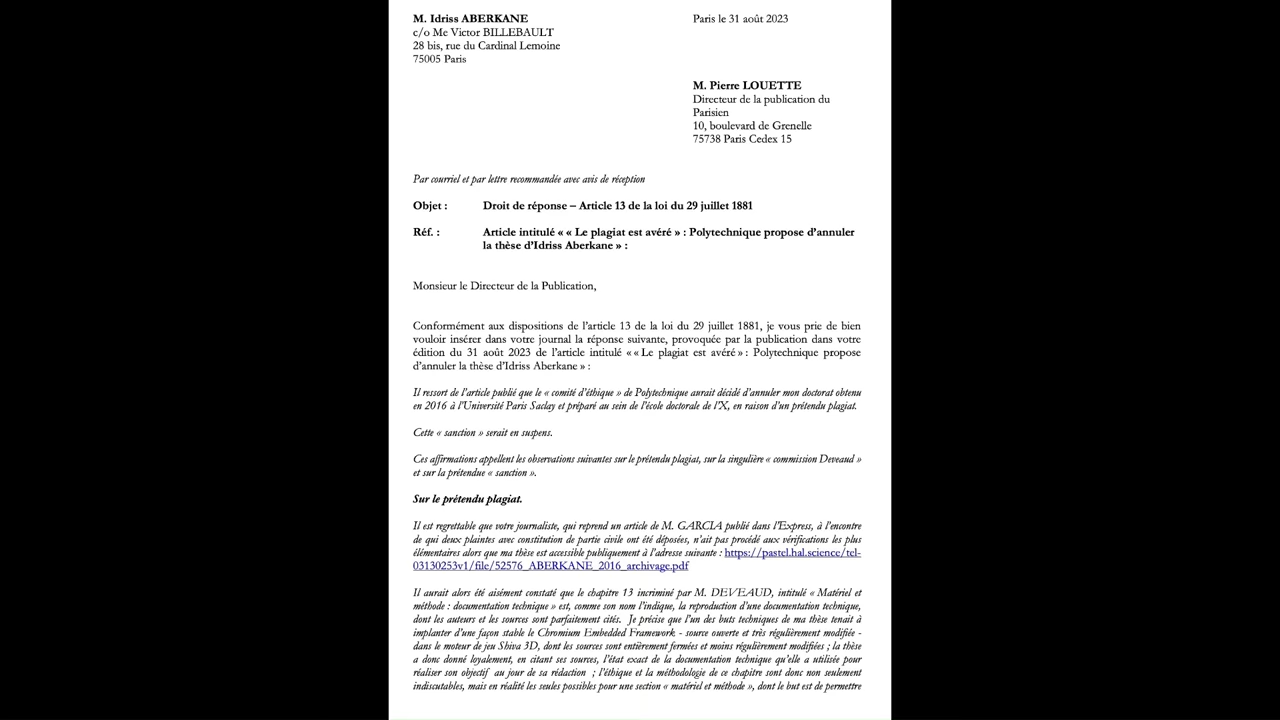 M. Idriss ABERKANE
Paris le 31 août 2023
c/o Me Victor BILLEBAULT
28 bis, rue du Cardinal Lemoine
75005 Paris
M. Pierre LOUETTE
Directeur de la publication du
Parisien
10, boulevard de Grenelle
75738 Paris Cedex 15
Par courriel et par lettre recommandée avec avis de réception
Objet : Droit de réponse – Article 13 de la loi du 29 juillet 1881
Réf. : Article intitulé « « Le plagiat est avéré » : Polytechnique propose d’annuler
la thèse d’Idriss Aberkane » :
Monsieur le Directeur de la Publication,
Conformément aux dispositions de l’article 13 de la loi du 29 juillet 1881, je vous prie de bien
vouloir insérer dans votre journal la réponse suivante, provoquée par la publication dans votre
édition du 31 août 2023 de l’article intitulé « « Le plagiat est avéré » : Polytechnique propose
d’annuler la thèse d’Idriss Aberkane » :
Il ressort de l’article publié que le « comité d’éthique » de Polytechnique aurait décidé d’annuler mon doctorat obtenu
en 2016 à l’Université Paris Saclay et préparé au sein de l’école doctorale de l’X, en raison d’un prétendu plagiat.
Cette « sanction » serait en suspens.
Ces affirmations appellent les observations suivantes sur le prétendu plagiat, sur la singulière « commission Deveaud »
et sur la prétendue « sanction ».
Sur le prétendu plagiat.
Il est regrettable que votre journaliste, qui reprend un article de M. GARCIA publié dans l’Express, à l’encontre
de qui deux plaintes avec constitution de partie civile ont été déposées, n’ait pas procédé aux vérifications les plus
élémentaires alors que ma thèse est accessible publiquement à l’adresse suivante : https://pastel.hal.science/tel-
03130253v1/file/52576_ABERKANE_2016_archivage.pdf
Il aurait alors été aisément constaté que le chapitre 13 incriminé par M. DEVEAUD, intitulé « Matériel et
méthode : documentation technique » est, comme son nom l’indique, la reproduction d’une documentation technique,
dont les auteurs et les sources sont parfaitement cités. Je précise que l’un des buts techniques de ma thèse tenait à
implanter d’une façon stable le Chromium Embedded Framework - source ouverte et très régulièrement modifiée -
dans le moteur de jeu Shiva 3D, dont les sources sont entièrement fermées et moins régulièrement modifiées ; la thèse
a donc donné loyalement, en citant ses sources, l’état exact de la documentation technique qu’elle a utilisée pour
réaliser son objectif au jour de sa rédaction ; l’éthique et la méthodologie de ce chapitre sont donc non seulement
indiscutables, mais en réalité les seules possibles pour une section « matériel et méthode », dont le but est de permettre